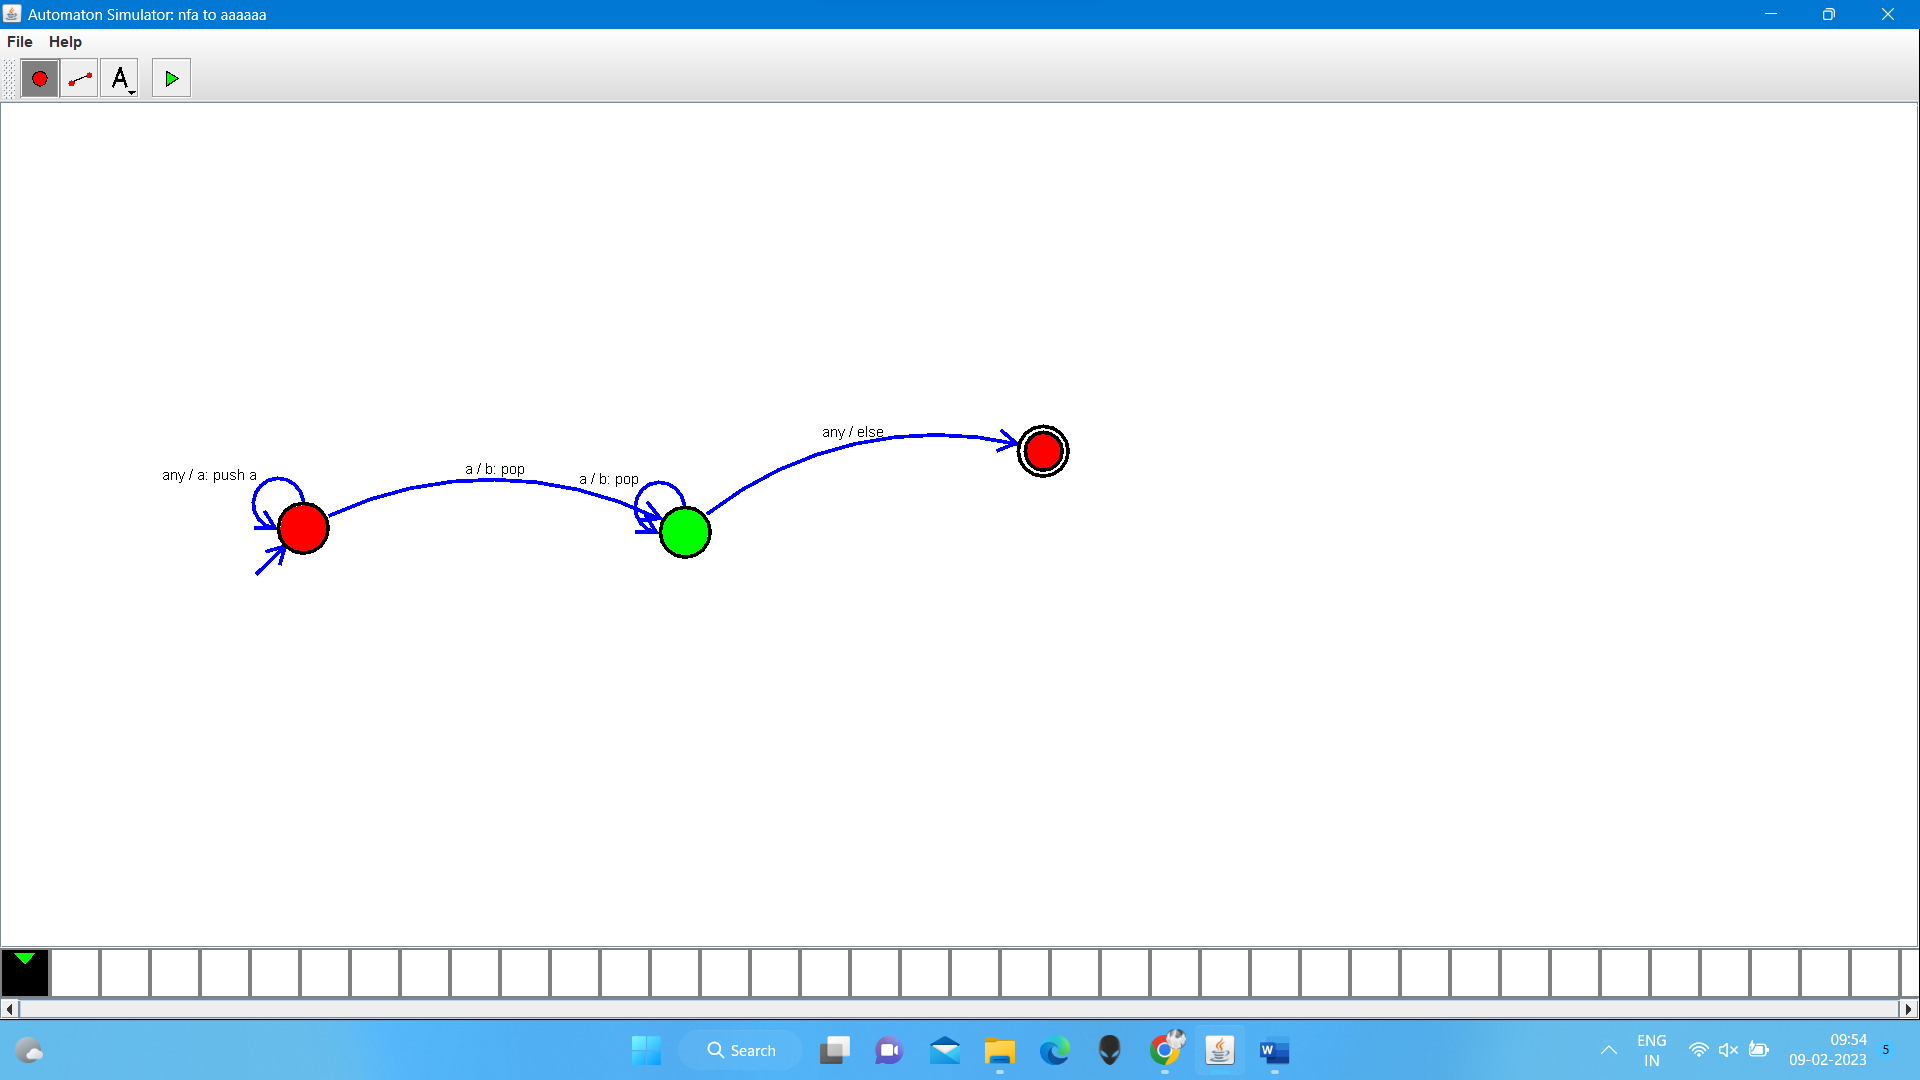 Automaton Simulator: nfa to aaaaaa
File Help
A
any / else
a / b: pop
any / a: push a
a / b: pop
Search
ENG
IN
09:54
09-02-2023
5